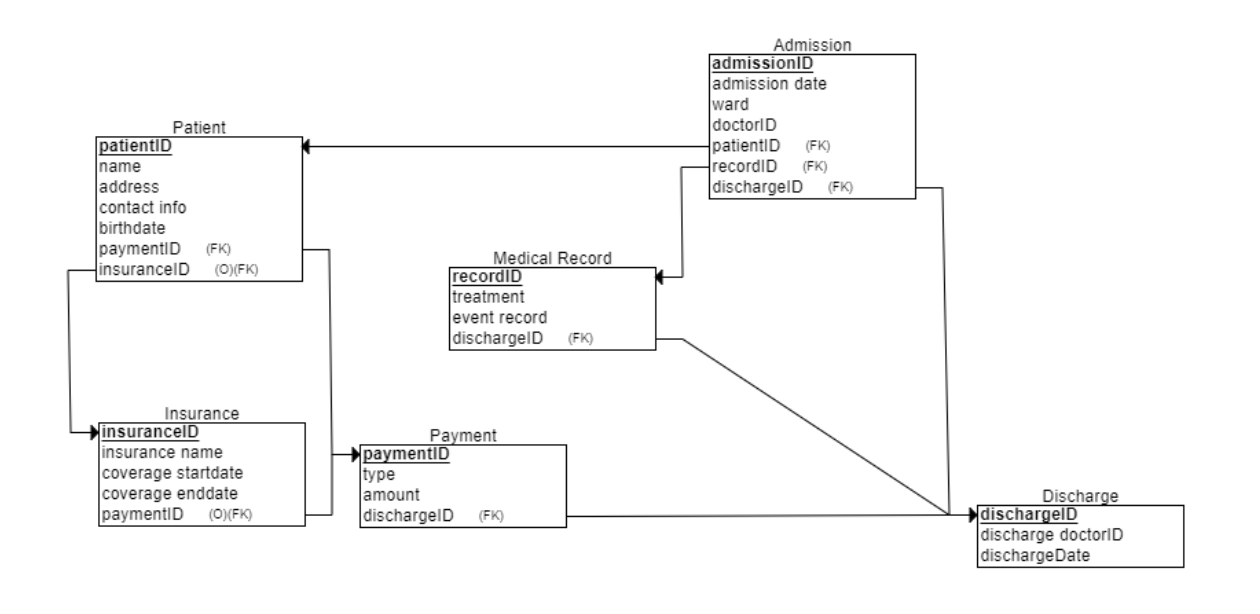 Admission
admissionID
admission date
ward
doctorID
patientID (FK)
recordID (FK)
dischargeID (FK)
Patient
patientID
name
address
contact info
birthdate
paymentID (FK)
insuranceID (O)(FK)
Medical Record
recordID
treatment
event record
dischargeID (FK)
Insurance
insuranceID
insurance name
coverage startdate
coverage enddate
paymentID (O)(FK)
Payment
paymentID
type
amount
dischargeID (FK)
Discharge
dischargeID
discharge doctorID
dischargeDate